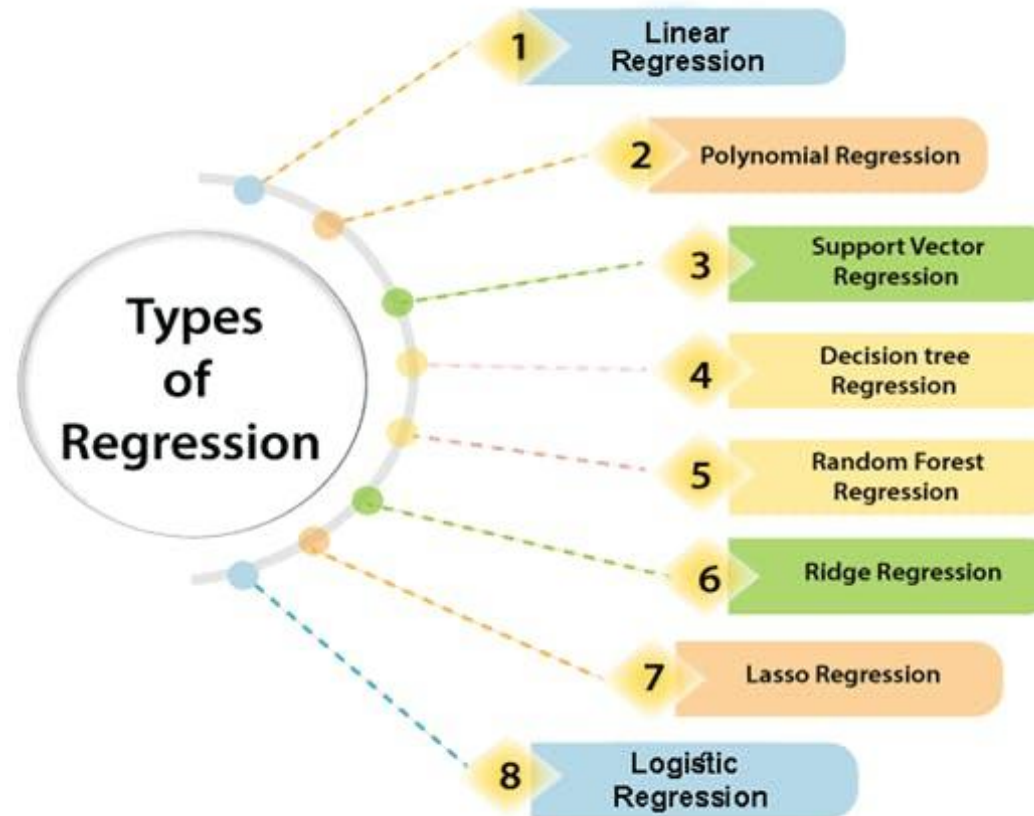 Types
of
Regression
1
Linear
Regression
2
Polynomial Regression
3
Support Vector
Regression
4
Decision tree
Regression
5
Random Forest
Regression
6
Ridge Regression
7
Lasso Regression
8
Logistic
Regression